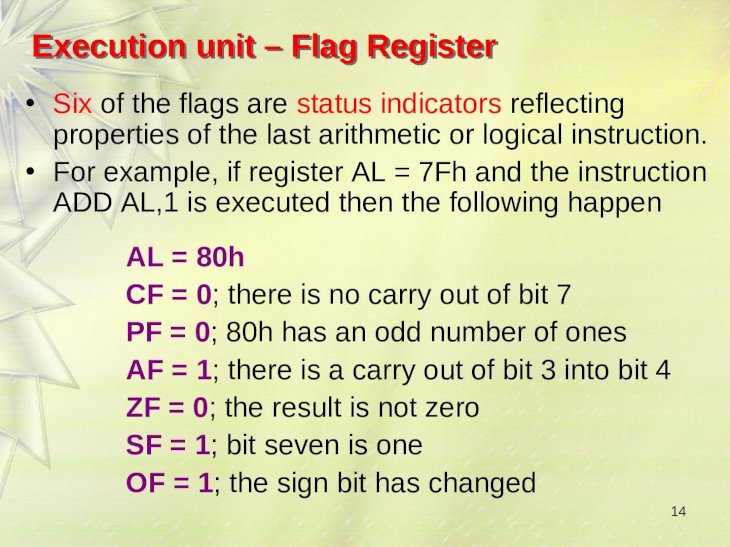 Execution unit – Flag Register
• Six of the flags are status indicators reflecting
properties of the last arithmetic or logical instruction.
• For example, if register AL = 7Fh and the instruction
ADD AL,1 is executed then the following happen
AL = 80h
CF = 0; there is no carry out of bit 7
PF = 0; 80h has an odd number of ones
AF = 1; there is a carry out of bit 3 into bit 4
ZF = 0; the result is not zero
SF = 1; bit seven is one
OF = 1; the sign bit has changed
14